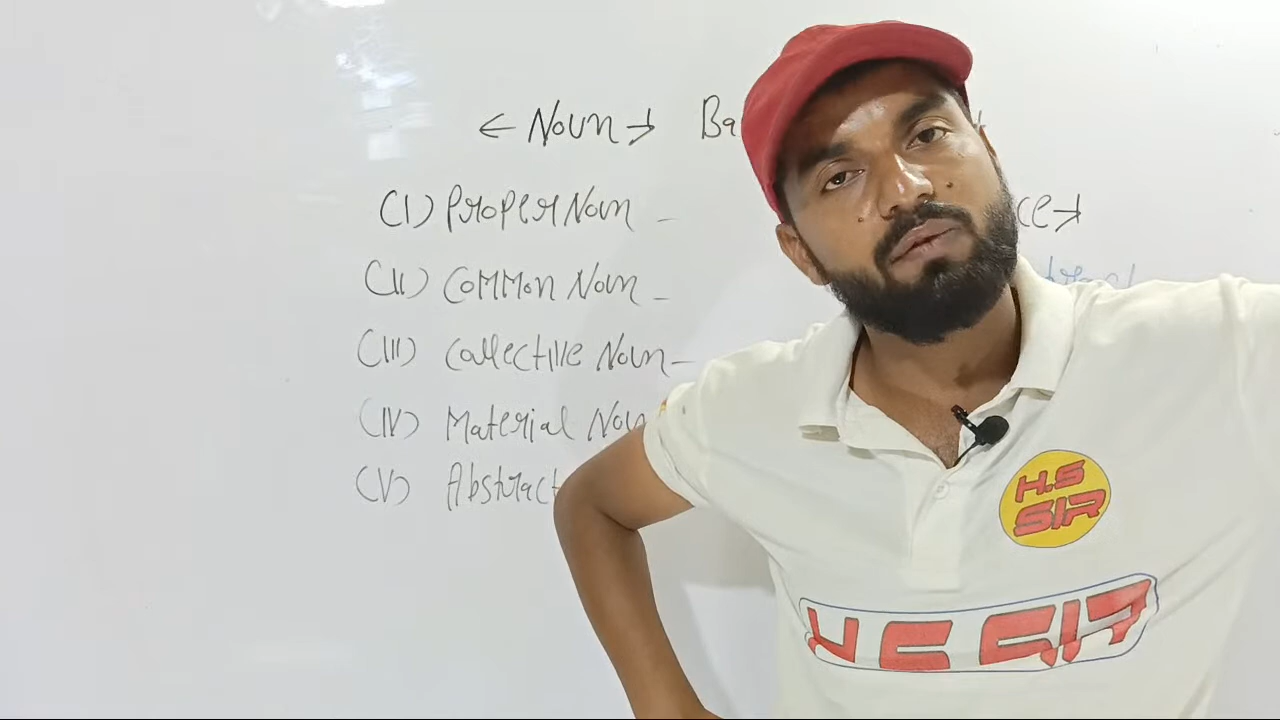 ← Noun → Ba
(I) Proper Noun –
(II) Common Noun –
(III) Collective Noun –
(IV) Material Nou
(V) Abstract
ce→
H.S
SIR
H S SIR